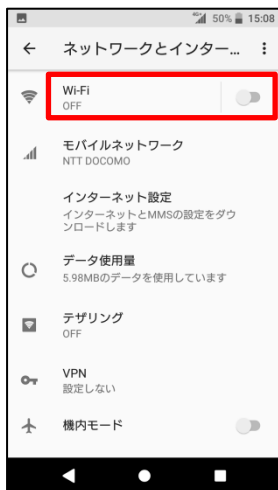 50% 15:08
ネットワークとインター...
Wi-Fi
OFF
モバイルネットワーク
NTT DOCOMO
インターネット設定
インターネットとMMSの設定をダウ
ンロードします
データ使用量
5.98MBのデータを使用しています
テザリング
OFF
VPN
設定しない
機内モード